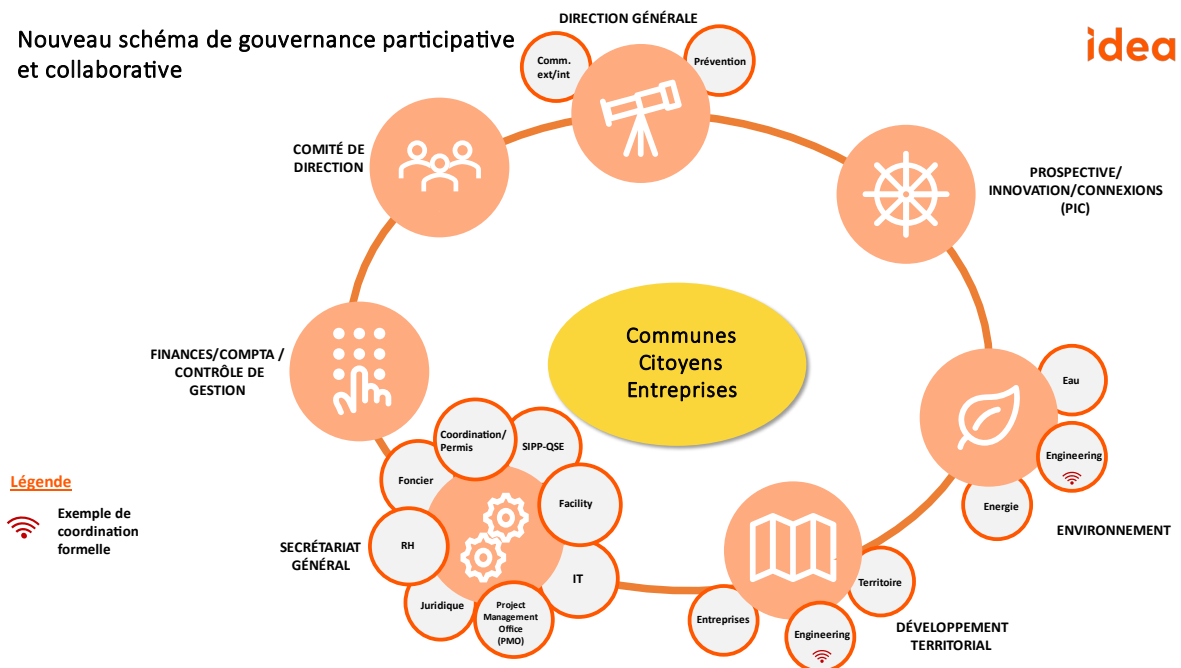 Nouveau schéma de gouvernance participative
et collaborative
idea
DIRECTION GÉNÉRALE
Comm.
ext/int
Prévention
COMITÉ DE
DIRECTION
PROSPECTIVE/
INNOVATION/CONNEXIONS
(PIC)
Communes
Citoyens
Entreprises
FINANCES/COMPTA /
CONTRÔLE DE
GESTION
Eau
Engineering
Energie
ENVIRONNEMENT
Coordination/
Permis
SIPP-QSE
Foncier
Facility
RH
IT
Juridique
Project
Management
Office
(PMO)
SECRÉTARIAT
GÉNÉRAL
Territoire
Entreprises
Engineering
DÉVELOPPEMENT
TERRITORIAL
Légende
Exemple de
coordination
formelle